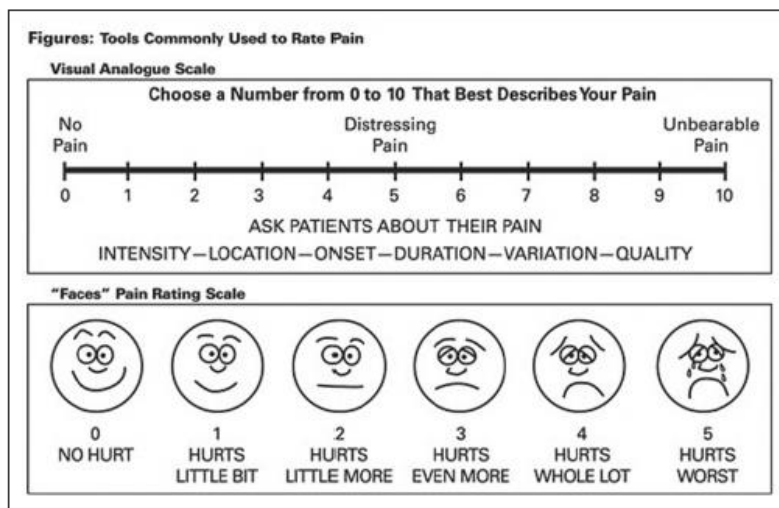 Figures: Tools Commonly Used to Rate Pain
Visual Analogue Scale
Choose a Number from 0 to 10 That Best Describes Your Pain
No Distressing Unbearable
Pain Pain Pain
0 1 2 3 4 5 6 7 8 9 10
ASK PATIENTS ABOUT THEIR PAIN
INTENSITY—LOCATION—ONSET—DURATION—VARIATION—QUALITY
"Faces" Pain Rating Scale
0 1 2 3 4 5
NO HURT HURTS HURTS HURTS HURTS HURTS
LITTLE BIT LITTLE MORE EVEN MORE WHOLE LOT WORST